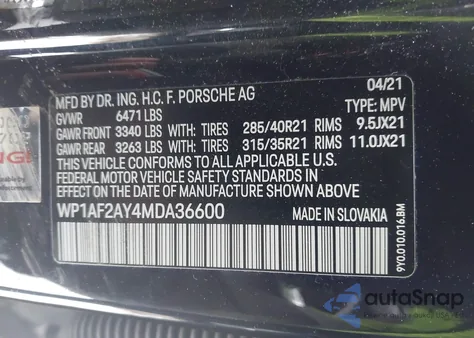 MFD BY DR. ING. H.C. F. PORSCHE AG 04/21
GVWR 6471 LBS TYPE: MPV
GAWR FRONT 3340 LBS WITH: TIRES 285/40R21 RIMS 9.5JX21
GAWR REAR 3263 LBS WITH: TIRES 315/35R21 RIMS 11.0JX21
THIS VEHICLE CONFORMS TO ALL APPLICABLE U.S.
FEDERAL MOTOR VEHICLE SAFETY STANDARDS IN
EFFECT ON THE DATE OF MANUFACTURE SHOWN ABOVE
WP1AF2AY4MDA36600 MADE IN SLOVAKIA
9Y0.010.016.BM
autoSnap